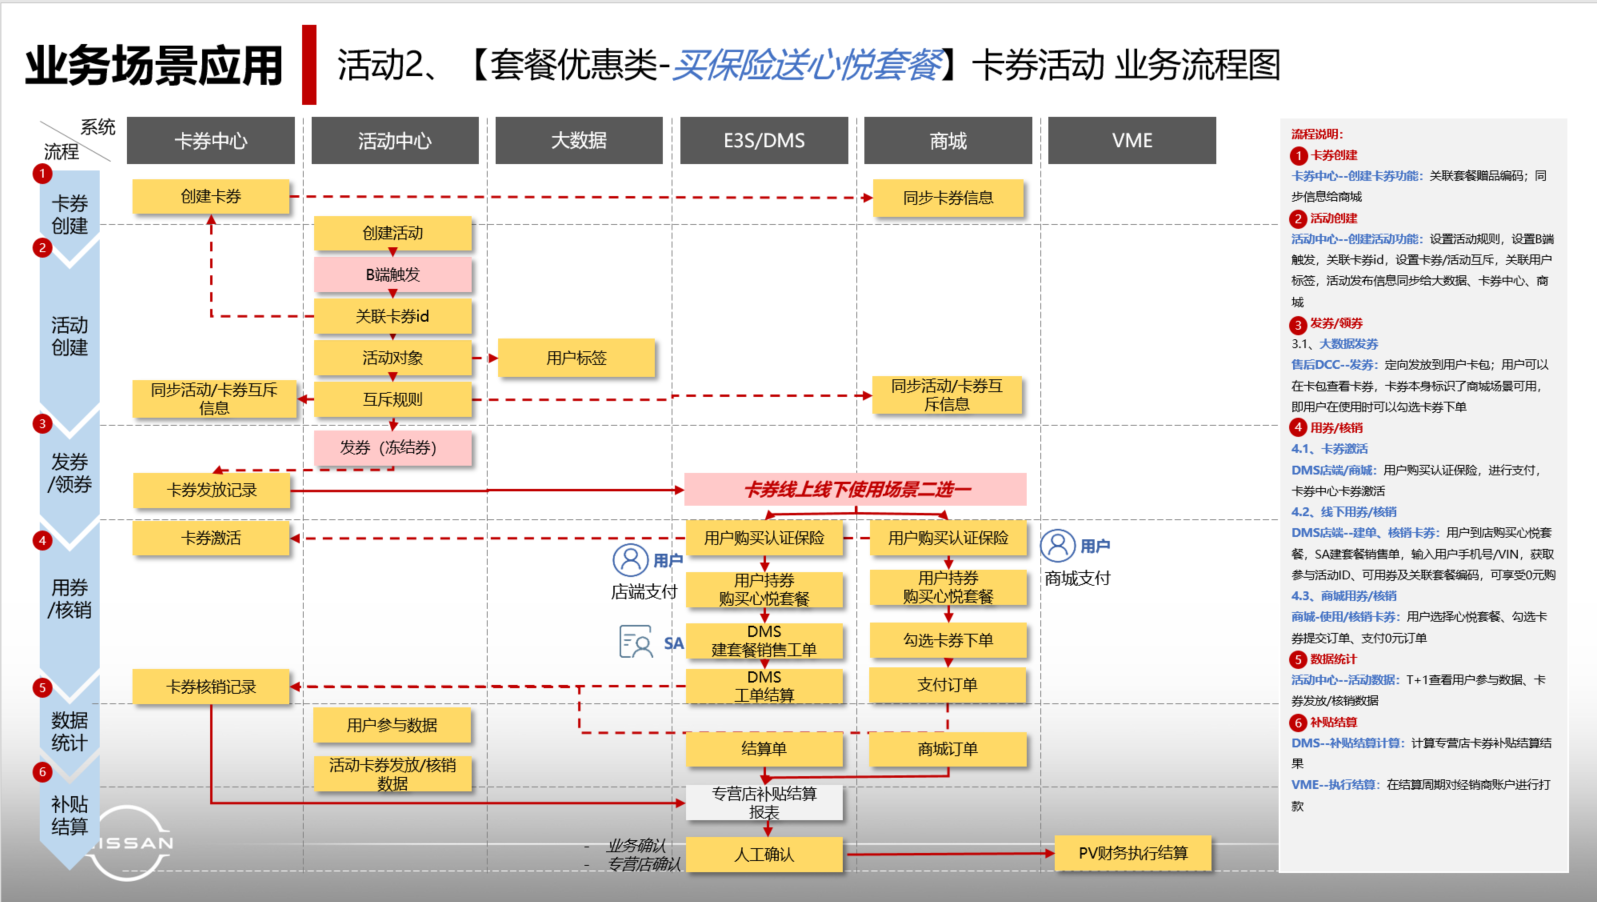 业务场景应用
活动2、【套餐优惠类-买保险送心悦套餐】卡券活动 业务流程图
系统
流程
卡券中心
活动中心
大数据
E3S/DMS
商城
VME
1
卡券
创建
创建卡券
同步卡券信息
2
活动
创建
创建活动
B端触发
关联卡券id
活动对象
用户标签
同步活动/卡券互斥
信息
互斥规则
同步活动/卡券互
斥信息
3
发券
/领券
发券（冻结券）
卡券发放记录
卡券线上线下使用场景二选一
4
用券
/核销
卡券激活
用户购买认证保险
用户购买认证保险
用户
店端支付
用户
商城支付
用户持券
购买心悦套餐
用户持券
购买心悦套餐
SA
DMS
建套餐销售工单
勾选卡券下单
卡券核销记录
DMS
工单结算
支付订单
5
数据
统计
用户参与数据
结算单
商城订单
活动卡券发放/核销
数据
6
补贴
结算
专营店补贴结算
报表
- 业务确认
- 专营店确认
人工确认
PV财务执行结算
NISSAN
流程说明：
1 卡券创建
卡券中心--创建卡券功能：关联套餐赠品编码；同
步信息给商城
2 活动创建
活动中心--创建活动功能：设置活动规则，设置B端
触发，关联卡券id，设置卡券/活动互斥，关联用户
标签，活动发布信息同步给大数据、卡券中心、商
城
3 发券/领券
3.1、大数据发券
售后DCC--发券：定向发放到用户卡包；用户可以
在卡包查看卡券，卡券本身标识了商城场景可用，
即用户在使用时可以勾选卡券下单
4 用券/核销
4.1、卡券激活
DMS店端/商城：用户购买认证保险，进行支付，
卡券中心卡券激活
4.2、线下用券/核销
DMS店端--建单、核销卡券：用户到店购买心悦套
餐，SA建套餐销售单，输入用户手机号/VIN，获取
参与活动ID、可用券及关联套餐编码，可享受0元购
4.3、商城用券/核销
商城-使用/核销卡券：用户选择心悦套餐、勾选卡
券提交订单、支付0元订单
5 数据统计
活动中心--活动数据：T+1查看用户参与数据、卡
券发放/核销数据
6 补贴结算
DMS--补贴结算计算：计算专营店卡券补贴结算结
果
VME--执行结算：在结算周期对经销商账户进行打
款